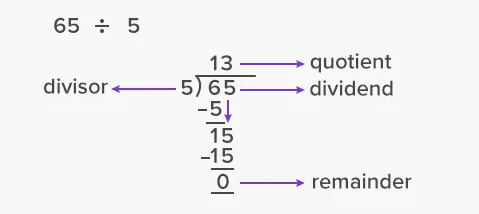 65 ÷ 5
13 quotient
divisor 5)65 dividend
–5
15
–15
0 remainder